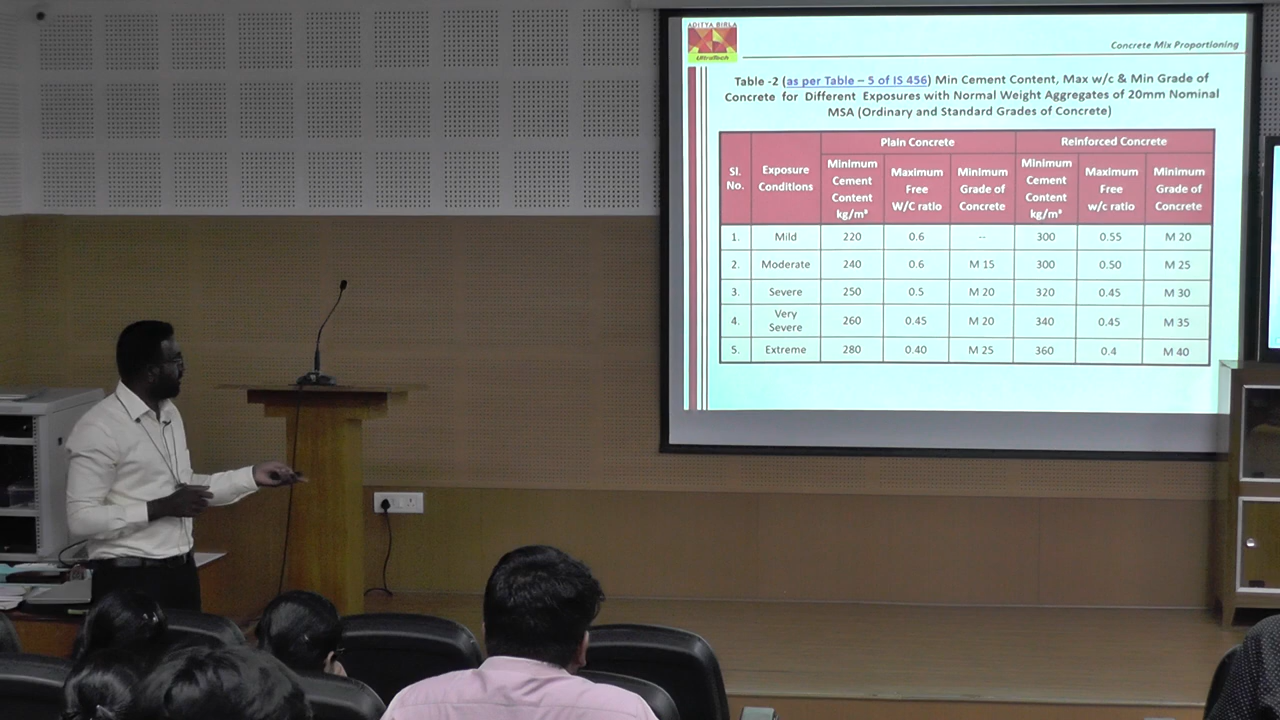 ADITYA BIRLA
UltraTech
Concrete Mix Proportioning
Table -2 (as per Table – 5 of IS 456) Min Cement Content, Max w/c & Min Grade of
Concrete for Different Exposures with Normal Weight Aggregates of 20mm Nominal
MSA (Ordinary and Standard Grades of Concrete)
Sl. No. Exposure Conditions Plain Concrete Reinforced Concrete
Minimum Cement Content kg/m³ Maximum Free W/C ratio Minimum Grade of Concrete Minimum Cement Content kg/m³ Maximum Free w/c ratio Minimum Grade of Concrete
1. Mild 220 0.6 -- 300 0.55 M 20
2. Moderate 240 0.6 M 15 300 0.50 M 25
3. Severe 250 0.5 M 20 320 0.45 M 30
4. Very Severe 260 0.45 M 20 340 0.45 M 35
5. Extreme 280 0.40 M 25 360 0.4 M 40